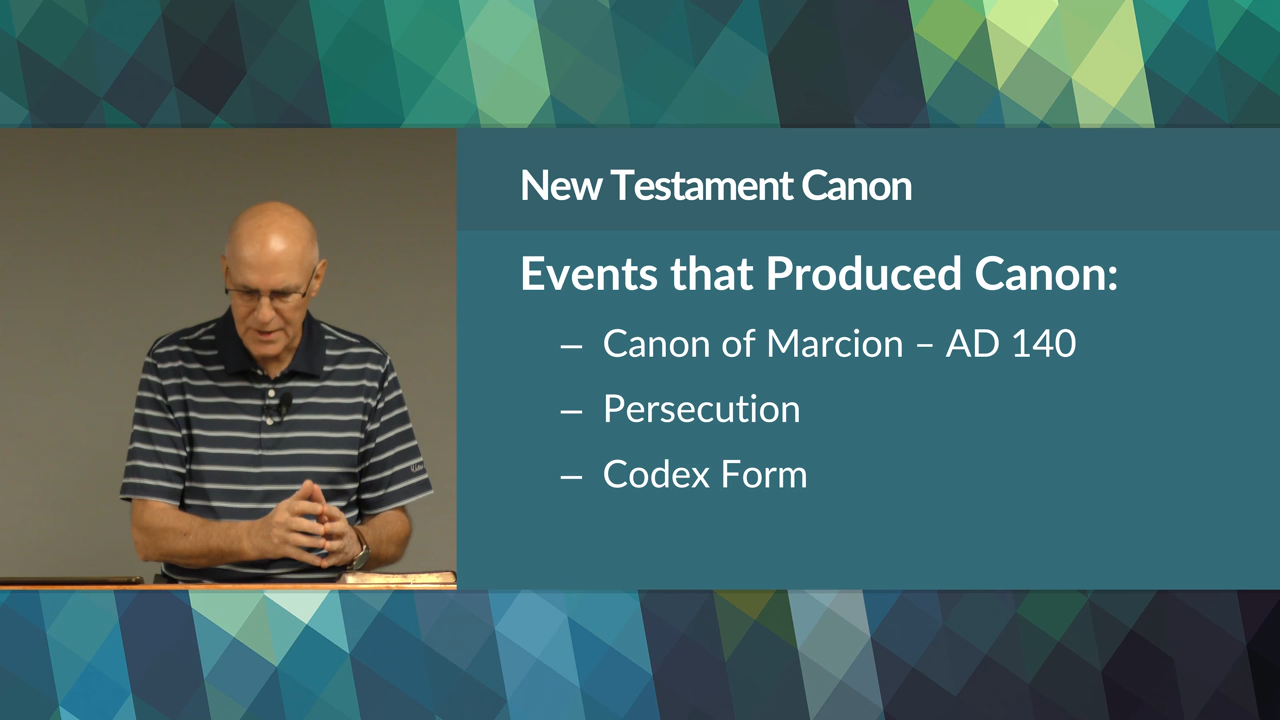 New Testament Canon
Events that Produced Canon:
– Canon of Marcion – AD 140
– Persecution
– Codex Form